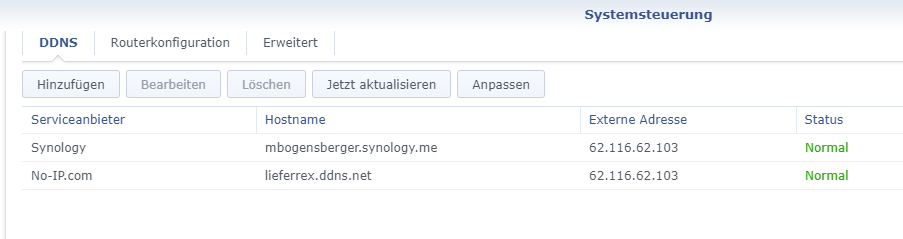 Systemsteuerung
DDNS Routerkonfiguration Erweitert
Hinzufügen Bearbeiten Löschen Jetzt aktualisieren Anpassen
Serviceanbieter Hostname Externe Adresse Status
Synology mbogensberger.synology.me 62.116.62.103 Normal
No-IP.com lieferrex.ddns.net 62.116.62.103 Normal